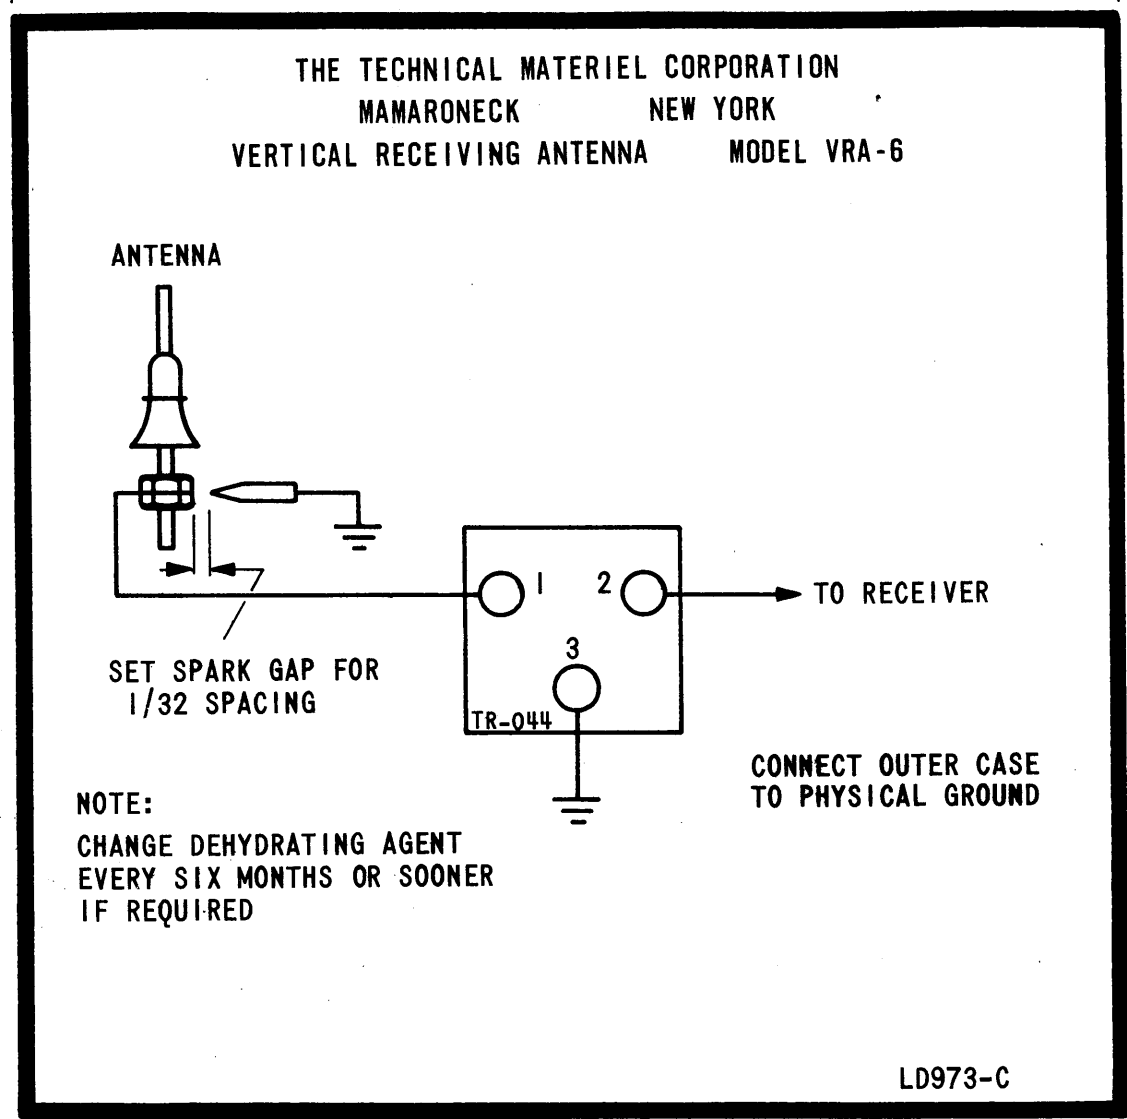 THE TECHNICAL MATERIEL CORPORATION
MAMARONECK NEW YORK
VERTICAL RECEIVING ANTENNA MODEL VRA-6
ANTENNA
1 2 TO RECEIVER
3
SET SPARK GAP FOR
1/32 SPACING
TR-044
CONNECT OUTER CASE
TO PHYSICAL GROUND
NOTE:
CHANGE DEHYDRATING AGENT
EVERY SIX MONTHS OR SOONER
IF REQUIRED
LD973-C